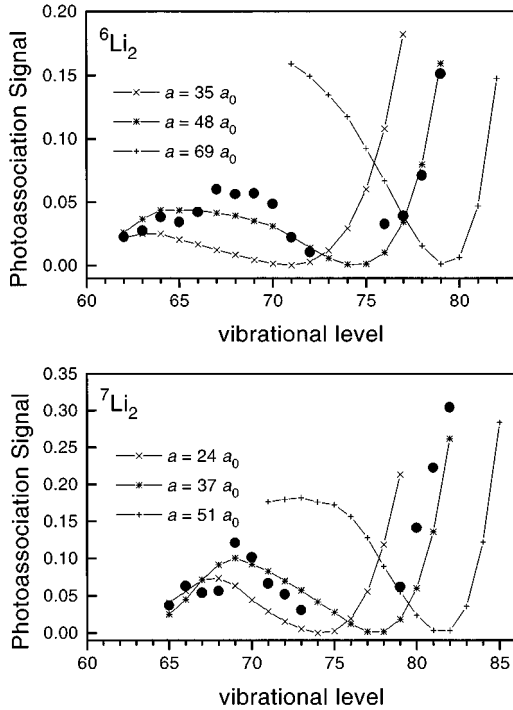 0.20
⁶Li₂
0.15
a = 35 a₀
a = 48 a₀
a = 69 a₀
0.10
0.05
0.00
Photoassociation Signal
60 65 70 75 80
vibrational level
0.35
⁷Li₂
0.30
0.25
a = 24 a₀
a = 37 a₀
a = 51 a₀
0.20
0.15
0.10
0.05
0.00
Photoassociation Signal
60 65 70 75 80 85
vibrational level